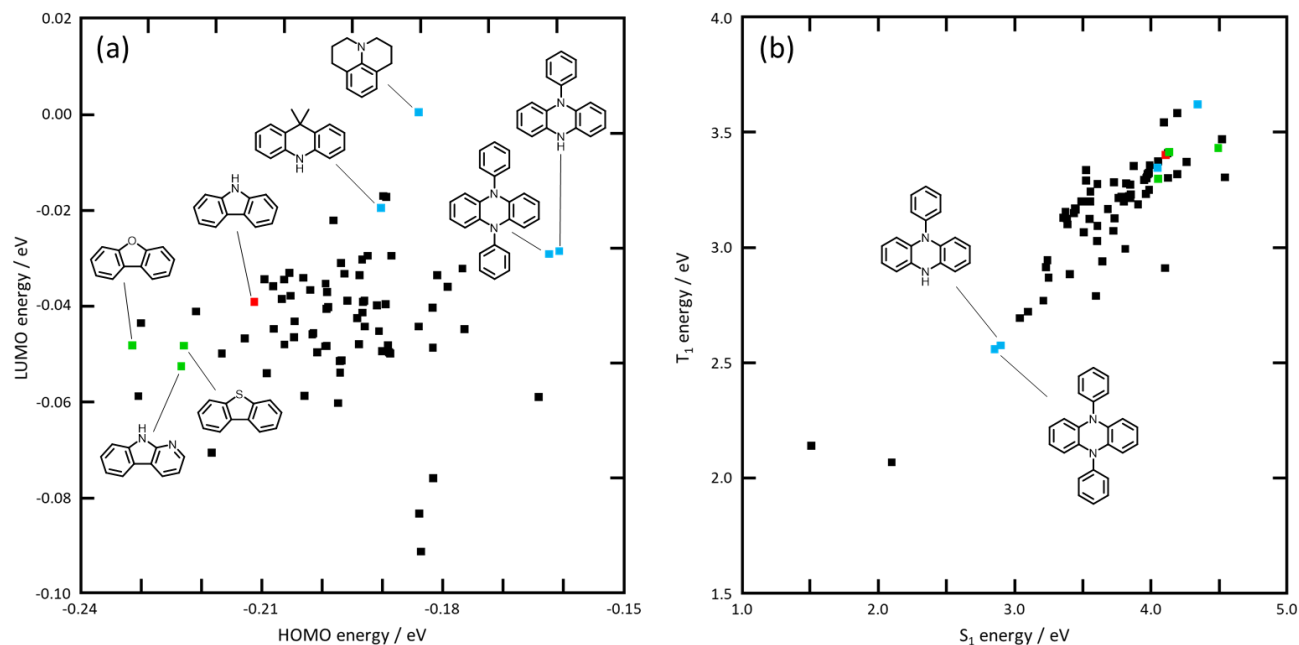 (a)
0.02
0.00
-0.02
-0.04
-0.06
-0.08
-0.10
LUMO energy / eV
-0.24
-0.21
-0.18
-0.15
HOMO energy / eV
N
N
H
N
N
H
H
N
N
N
O
S
H
N
N
(b)
4.0
3.5
3.0
2.5
2.0
1.5
T₁ energy / eV
1.0
2.0
3.0
4.0
5.0
S₁ energy / eV
N
N
H
N
N